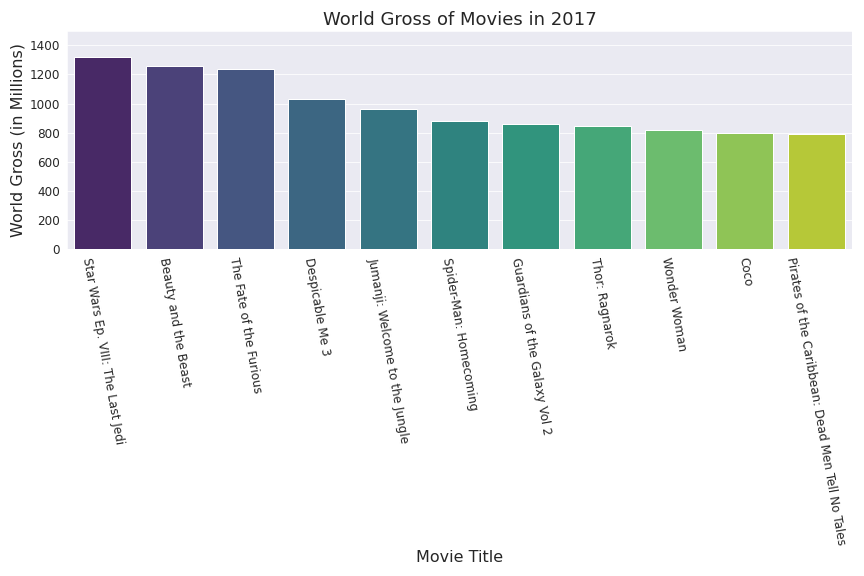 World Gross of Movies in 2017
World Gross (in Millions)
1400
1200
1000
800
600
400
200
0
Star Wars Ep. VIII: The Last Jedi
Beauty and the Beast
The Fate of the Furious
Despicable Me 3
Jumanji: Welcome to the Jungle
Spider-Man: Homecoming
Guardians of the Galaxy Vol 2
Thor: Ragnarok
Wonder Woman
Coco
Pirates of the Caribbean: Dead Men Tell No Tales
Movie Title